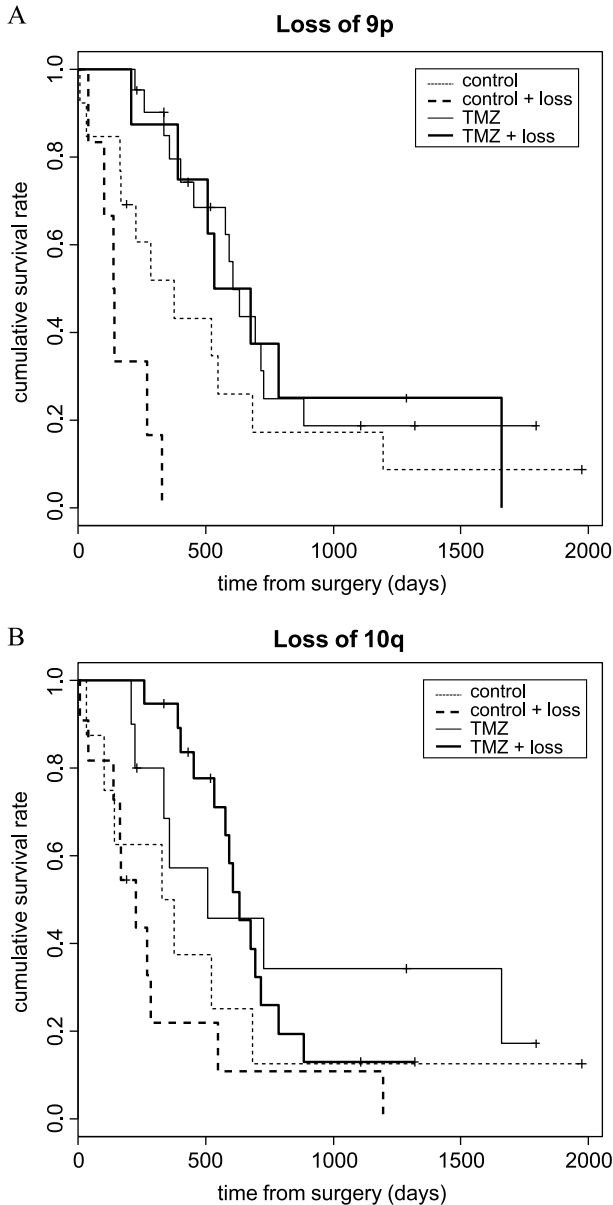 A
Loss of 9p
control
control + loss
TMZ
TMZ + loss
cumulative survival rate
1.0
0.8
0.6
0.4
0.2
0.0
0 500 1000 1500 2000
time from surgery (days)
B
Loss of 10q
control
control + loss
TMZ
TMZ + loss
cumulative survival rate
1.0
0.8
0.6
0.4
0.2
0.0
0 500 1000 1500 2000
time from surgery (days)